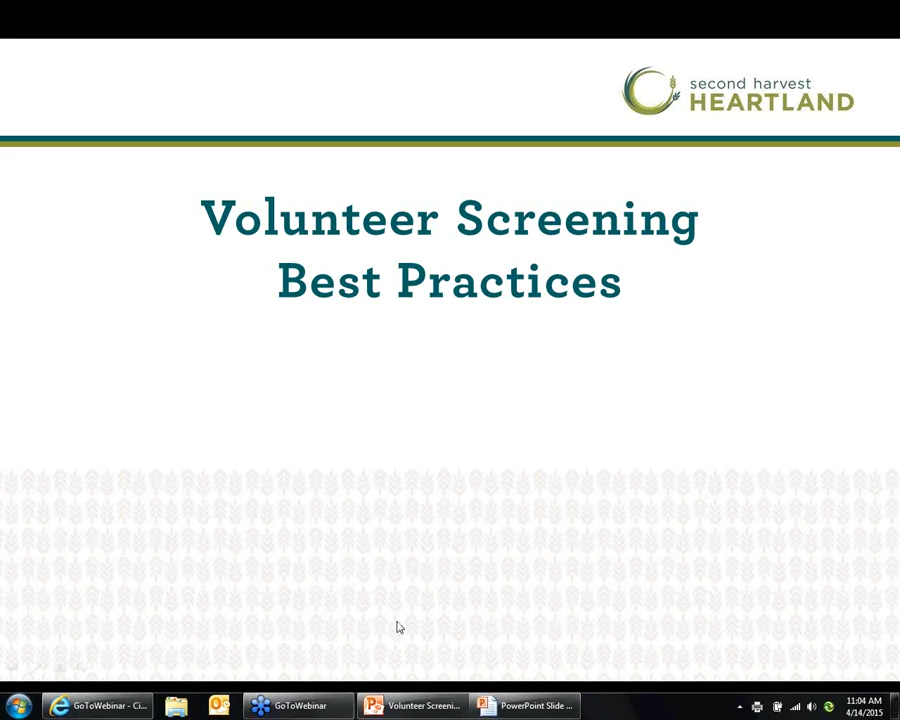 second harvest
HEARTLAND
Volunteer Screening
Best Practices
GoToWebinar - Ci...
GoToWebinar
Volunteer Screeni...
PowerPoint Slide ...
11:04 AM
4/14/2015